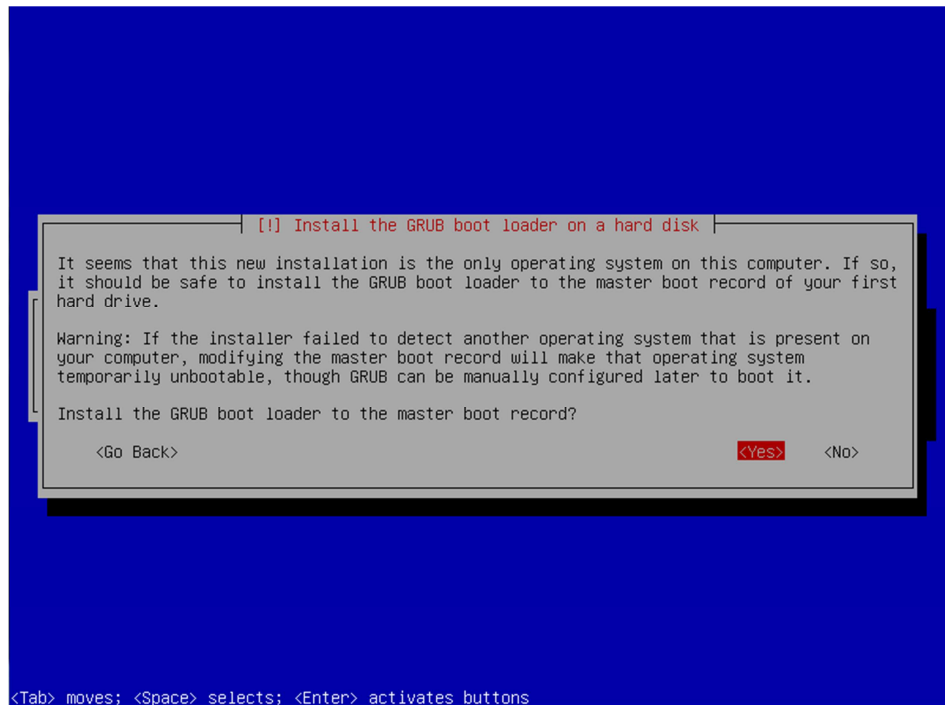 [!] Install the GRUB boot loader on a hard disk
It seems that this new installation is the only operating system on this computer. If so,
it should be safe to install the GRUB boot loader to the master boot record of your first
hard drive.
Warning: If the installer failed to detect another operating system that is present on
your computer, modifying the master boot record will make that operating system
temporarily unbootable, though GRUB can be manually configured later to boot it.
Install the GRUB boot loader to the master boot record?
<Go Back> <Yes> <No>
<Tab> moves; <Space> selects; <Enter> activates buttons